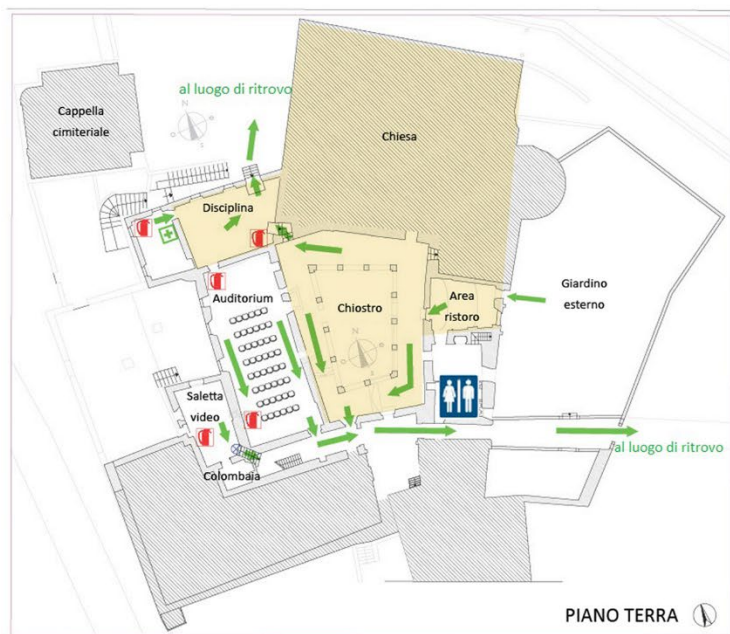 al luogo di ritrovo
Cappella
cimiteriale
Chiesa
Disciplina
Auditorium
Chiostro
Area
ristoro
Giardino
esterno
Saletta
video
Colombaia
al luogo di ritrovo
PIANO TERRA